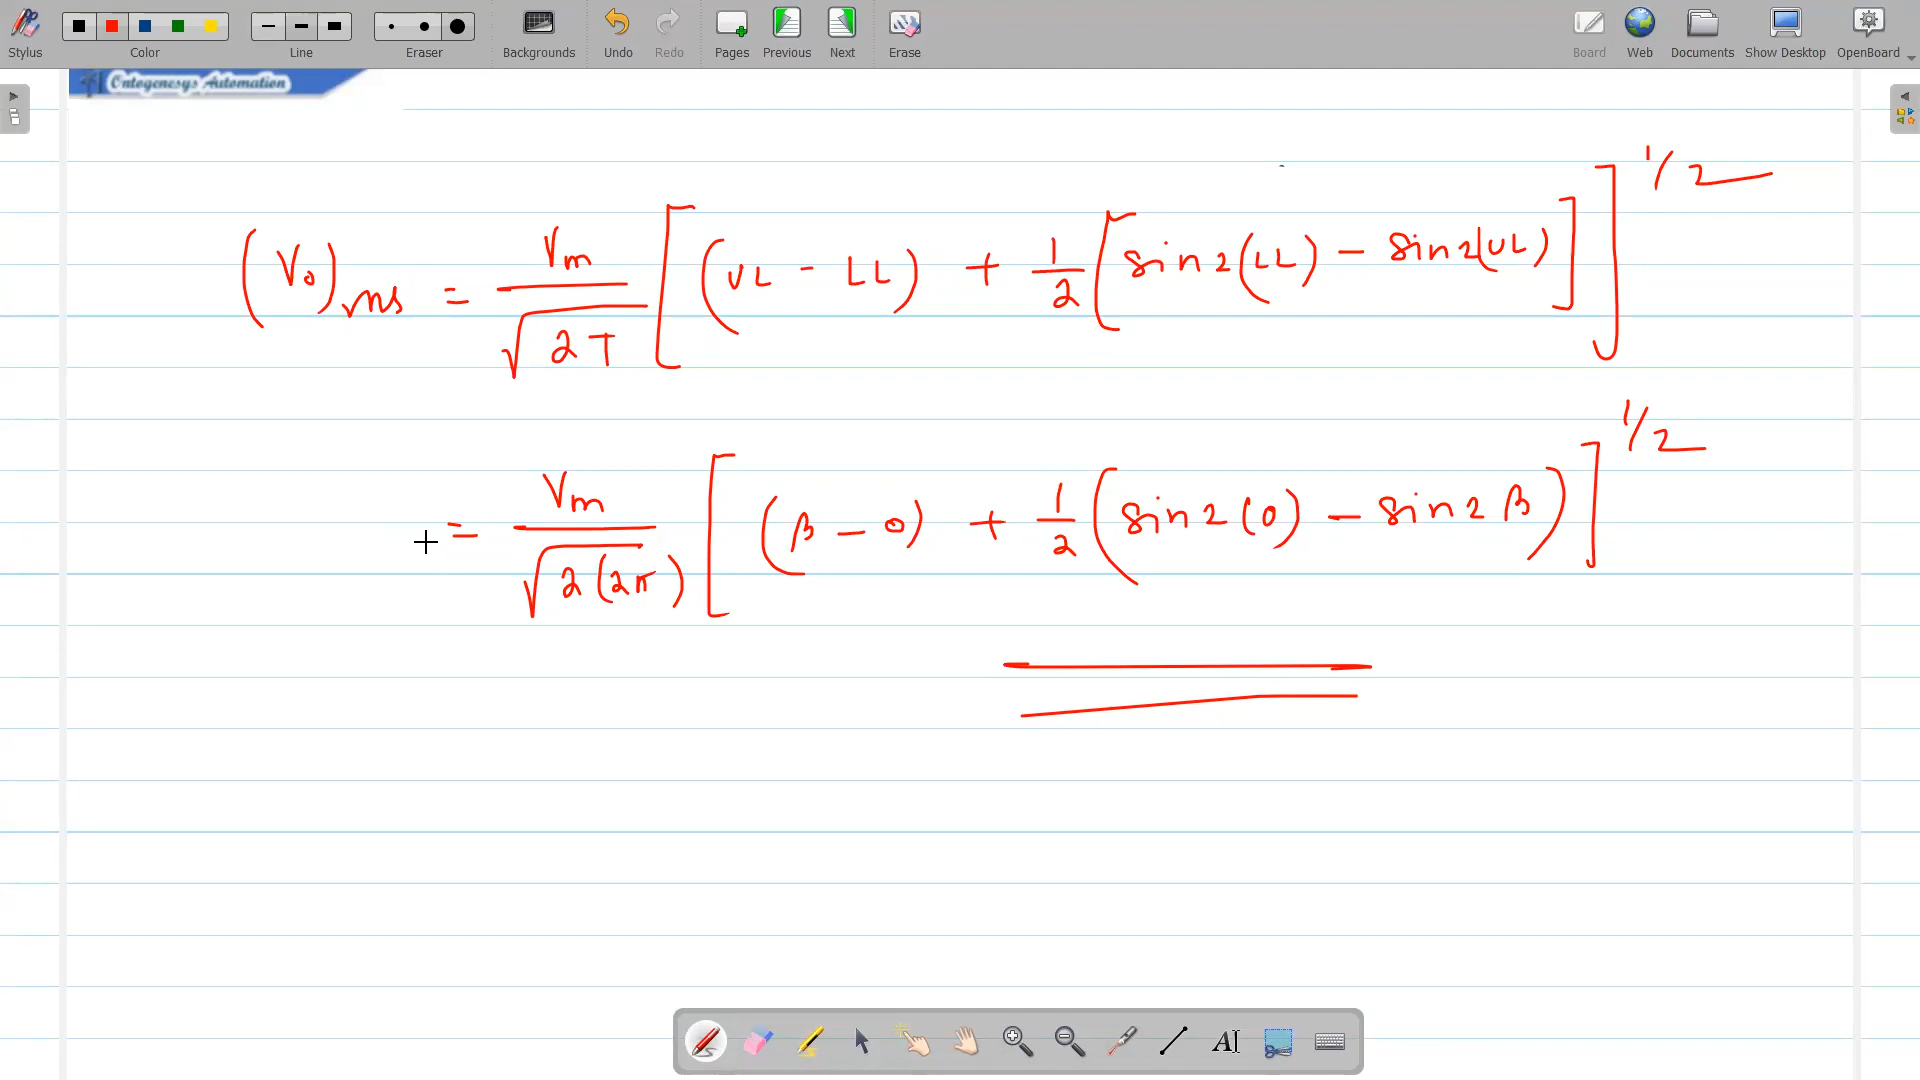 Stylus Color Line Eraser Backgrounds Undo Redo Pages Previous Next Erase Board Web Documents Show Desktop OpenBoard
Ontogenesys Automation
(V₀)rms = Vm/√(2T) [(UL - LL) + 1/2 [sin2(LL) - sin2(UL)]]^1/2
= Vm/√(2(2π)) [(β - 0) + 1/2 (sin2(0) - sin2β)]^1/2
AI